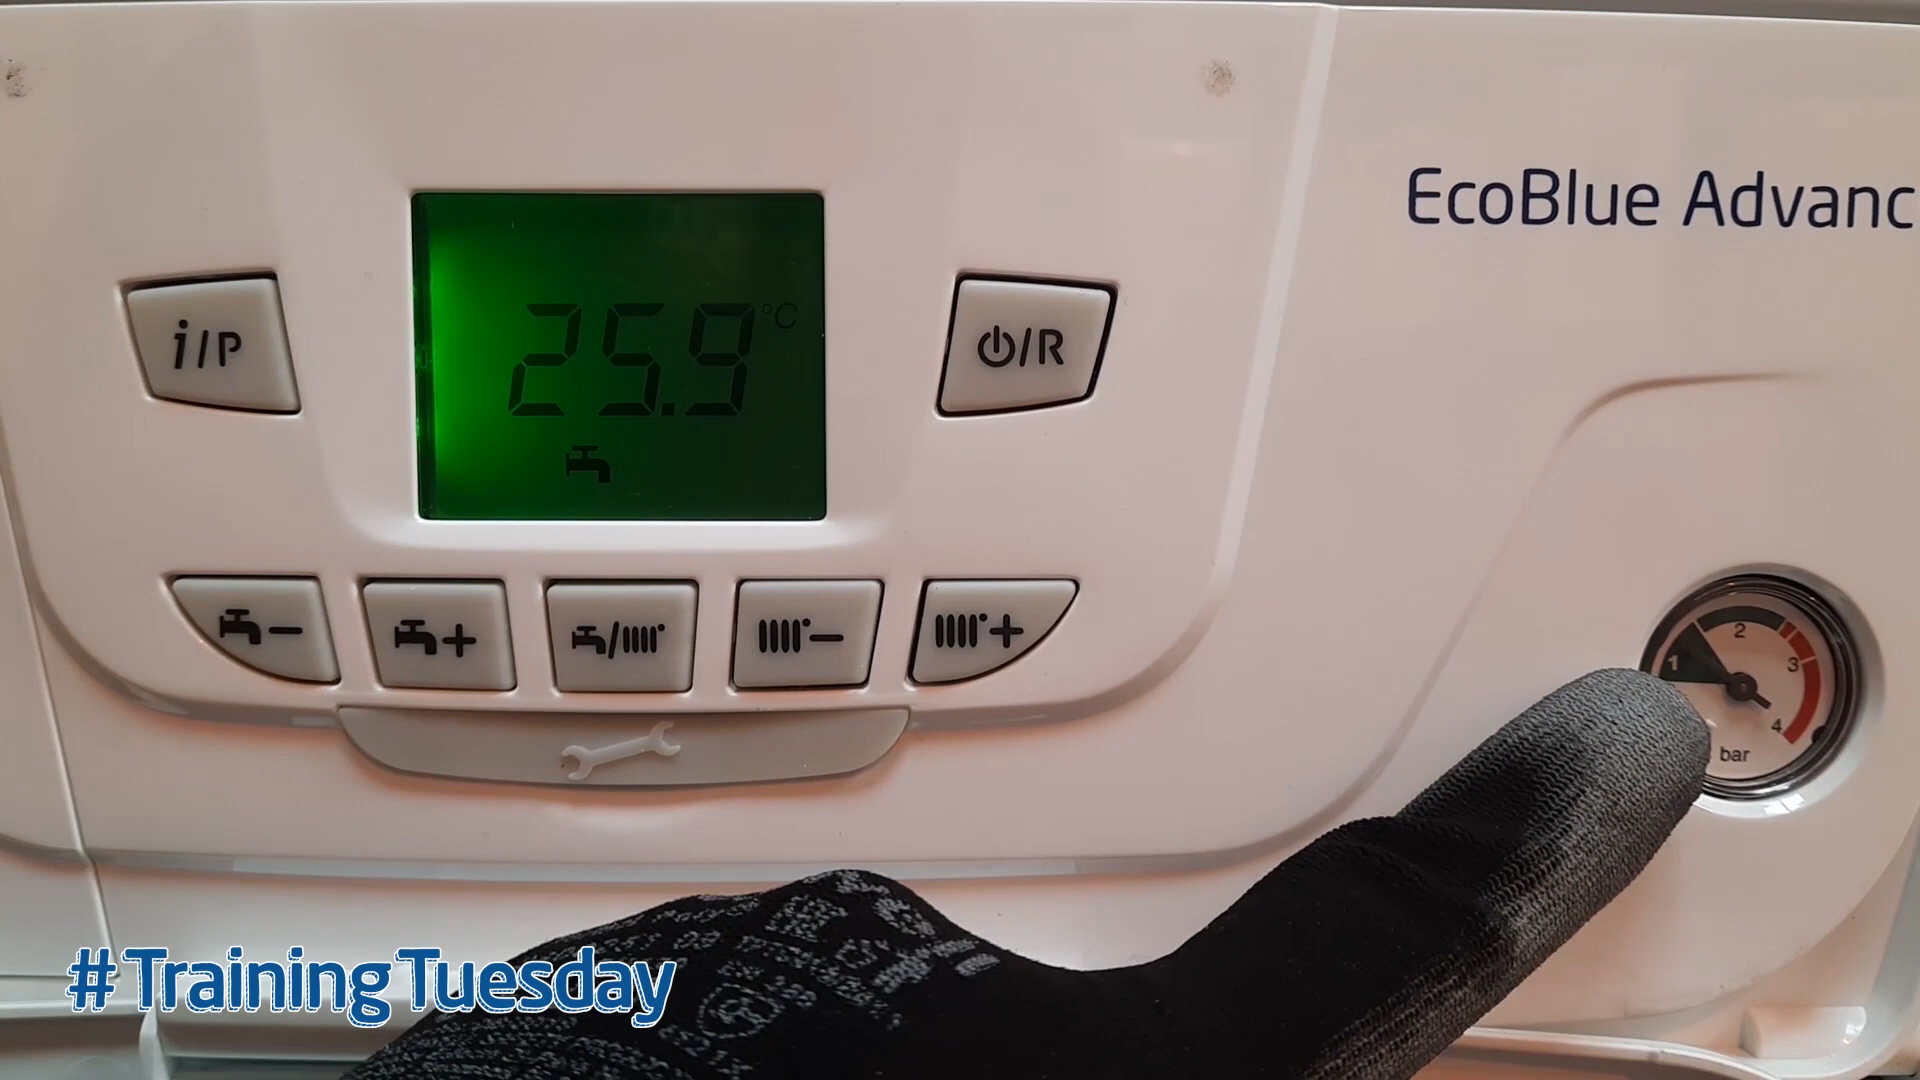 EcoBlue Advanc
25.9 °C
i/P
/R
-
+
/
-
+
1
2
3
4
bar
#TrainingTuesday